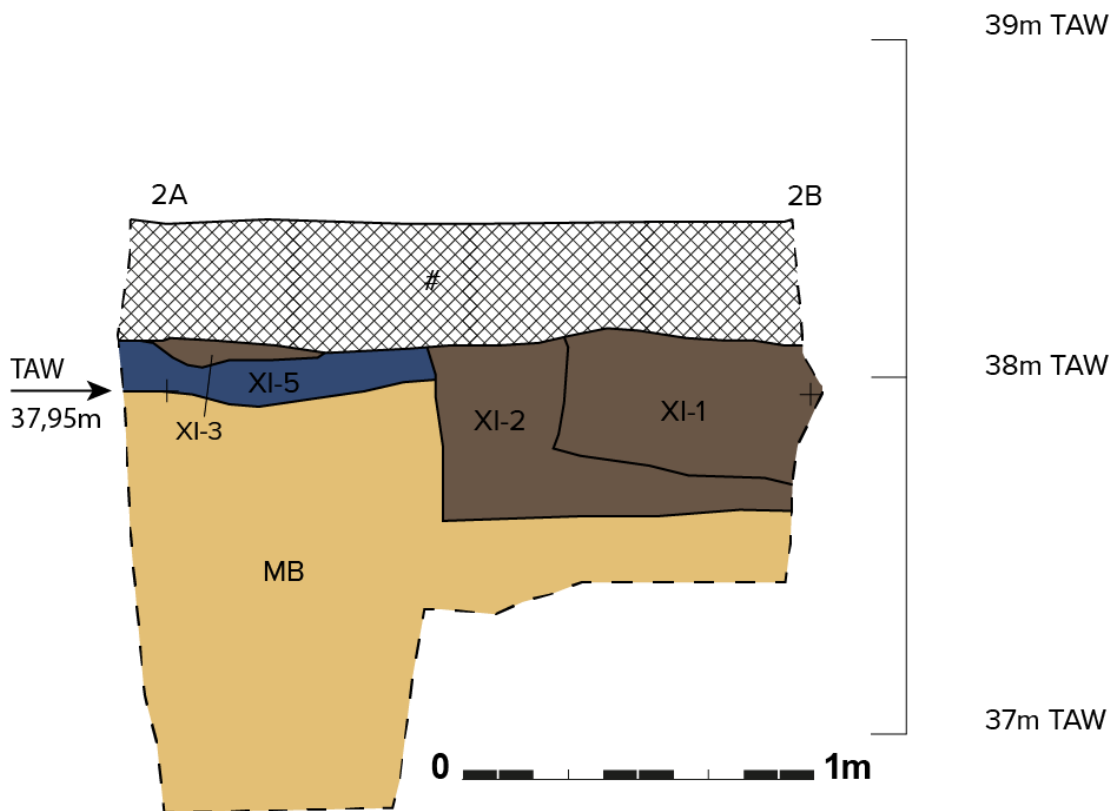 39m TAW
2A
2B
#
TAW
38m TAW
XI-5
37,95m
XI-3
XI-2
XI-1
MB
37m TAW
0
1m